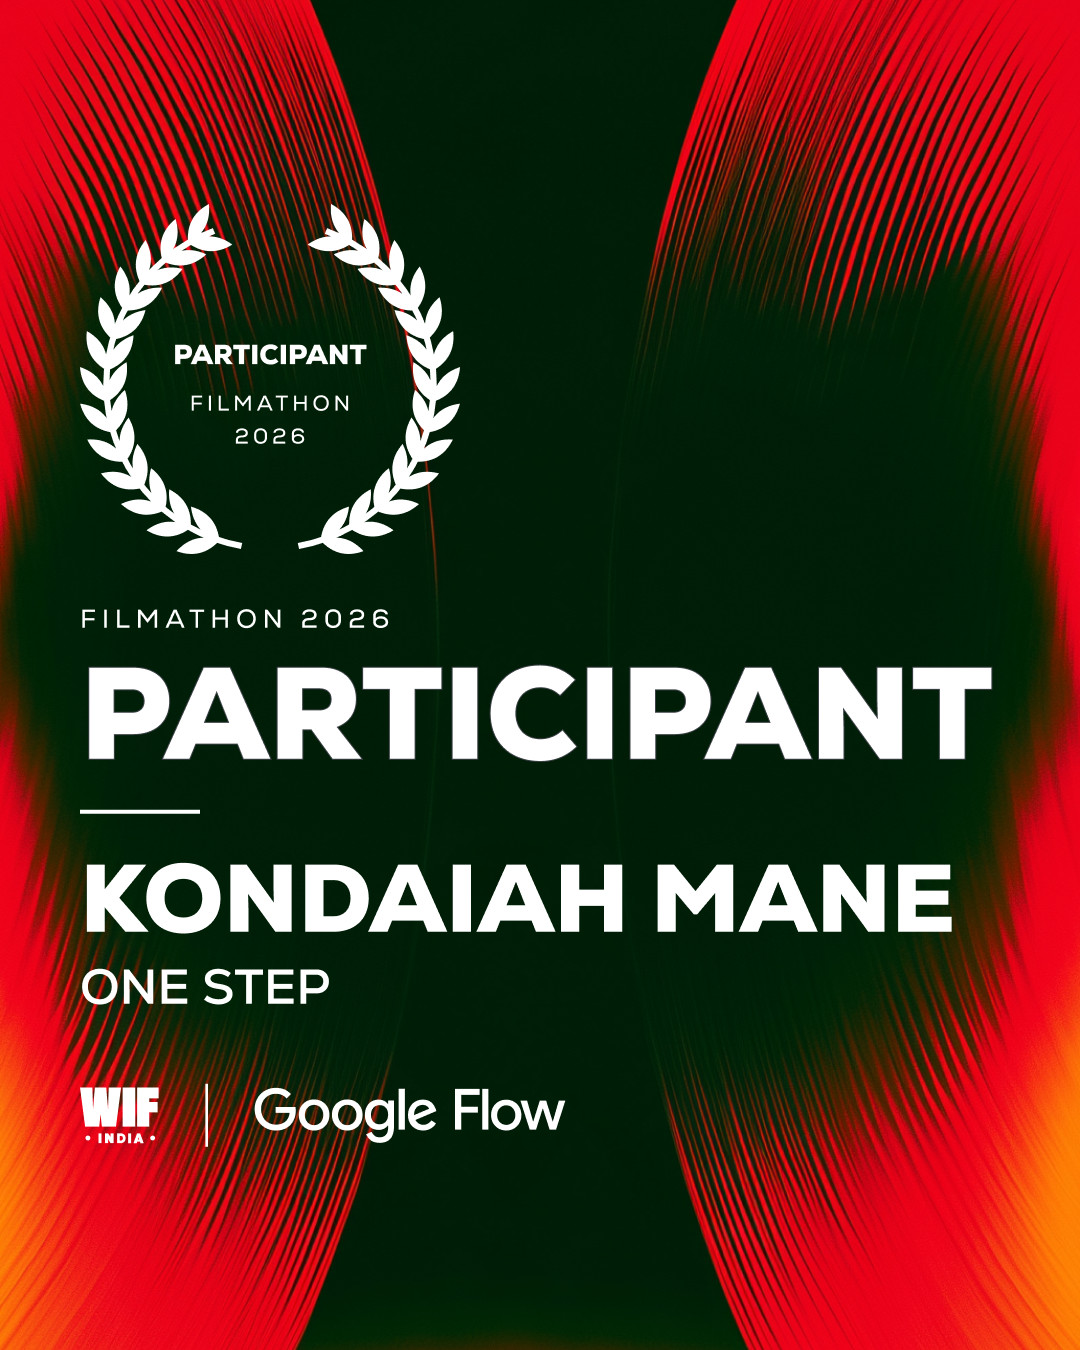 PARTICIPANT
FILMATHON
2026
FILMATHON 2026
PARTICIPANT
KONDAIAH MANE
ONE STEP
WIF
• INDIA •
Google Flow